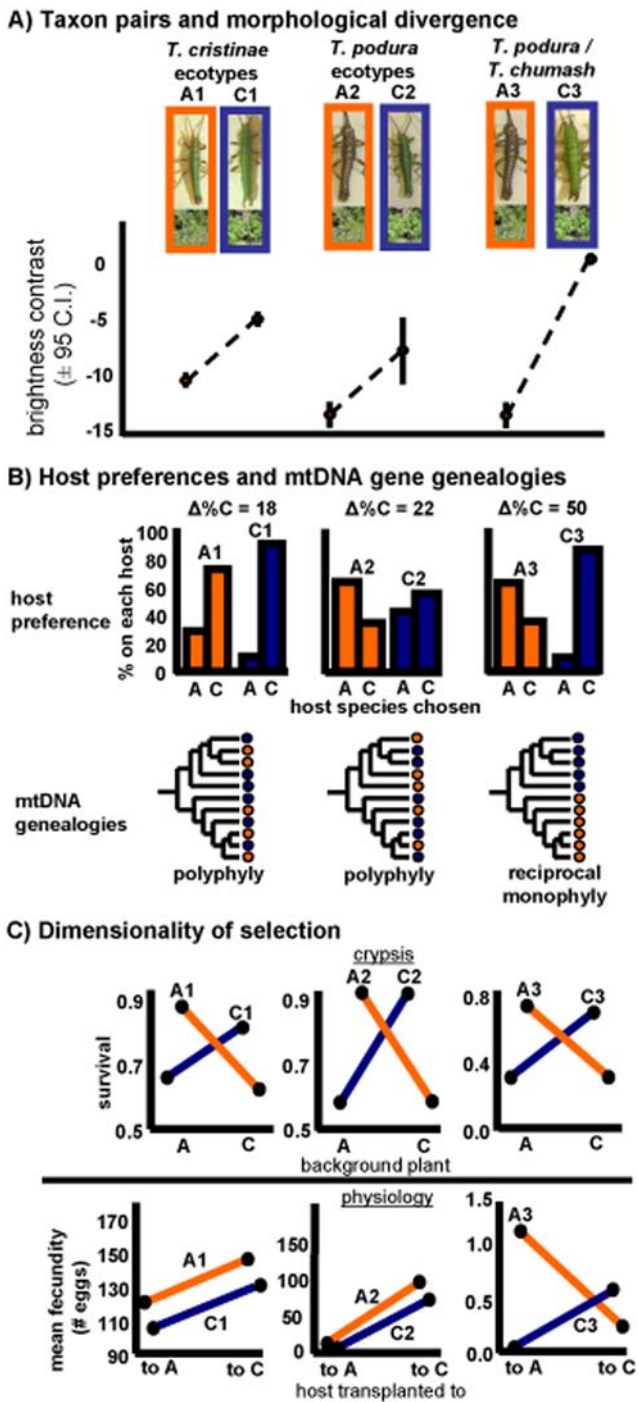 A) Taxon pairs and morphological divergence
T. cristinae
ecotypes
A1 C1
T. podura
ecotypes
A2 C2
T. podura /
T. chumash
A3 C3
brightness contrast
(± 95 C.I.)
0
-5
-10
-15
B) Host preferences and mtDNA gene genealogies
Δ%C = 18 Δ%C = 22 Δ%C = 50
host
preference
% on each host
100
80
60
40
20
0
A1 C1
A2 C2
A3 C3
A C A C A C A C A C A C
host species chosen
mtDNA
genealogies
polyphyly
polyphyly
reciprocal
monophyly
C) Dimensionality of selection
crypsis
survival
0.9
0.7
0.5
A1 C1
A C
0.9
0.7
0.5
A2 C2
A C
0.8
0.4
0.0
A3 C3
A C
background plant
physiology
mean fecundity
(# eggs)
170
150
130
110
90
A1
C1
to A to C
150
100
50
0
A2
C2
to A to C
1.5
1.0
0.5
0.0
A3
C3
to A to C
host transplanted to